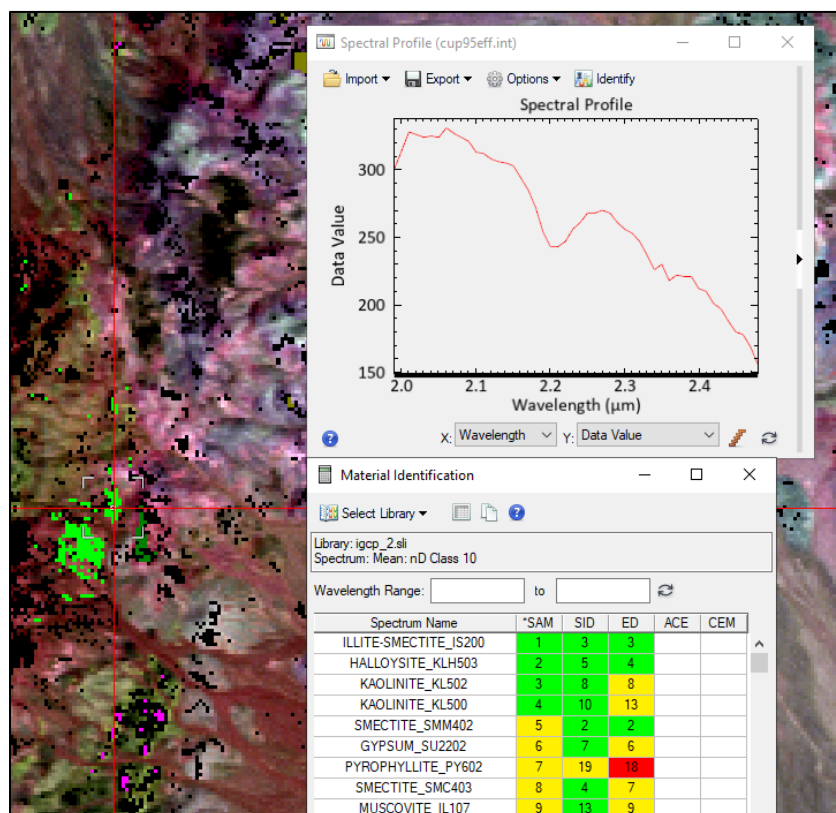 Spectral Profile (cup95eff.int)
Import Export Options Identify
Spectral Profile
Data Value
300
250
200
150
2.0 2.1 2.2 2.3 2.4
Wavelength (µm)
X: Wavelength Y: Data Value
Material Identification
Select Library
Library: igcp_2.sli
Spectrum: Mean: nD Class 10
Wavelength Range: to
Spectrum Name *SAM SID ED ACE CEM
ILLITE-SMECTITE_IS200 1 3 3
HALLOYSITE_KLH503 2 5 4
KAOLINITE_KL502 3 8 8
KAOLINITE_KL500 4 10 13
SMECTITE_SMM402 5 2 2
GYPSUM_SU2202 6 7 6
PYROPHYLLITE_PY602 7 19 18
SMECTITE_SMC403 8 4 7
MUSCOVITE_IL107 9 13 9